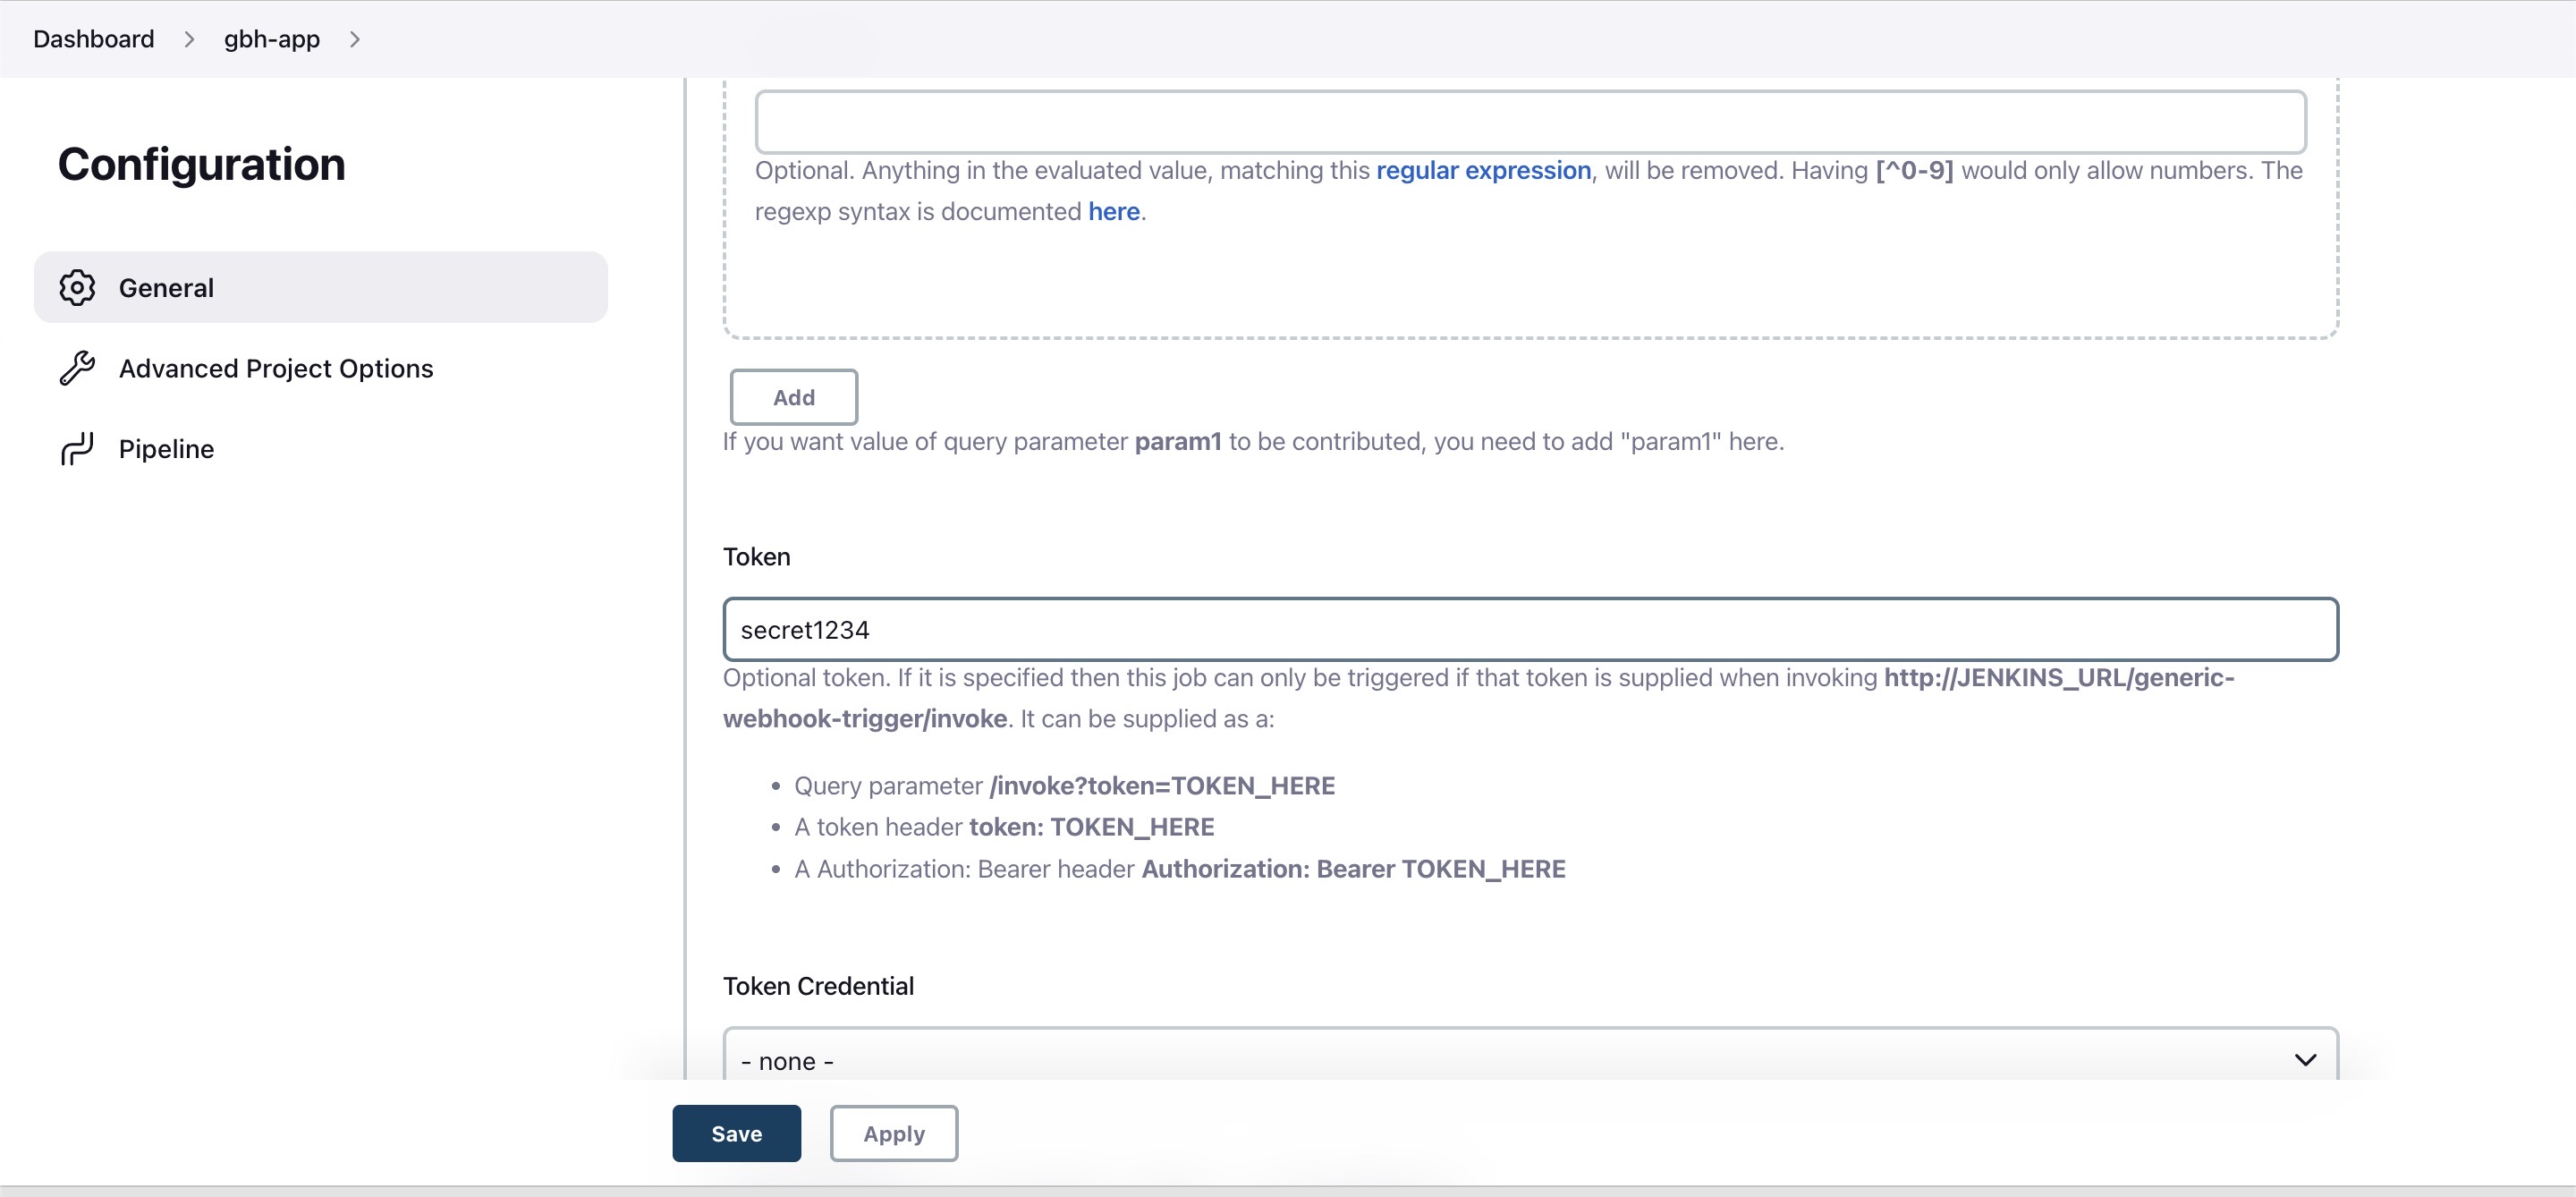 Dashboard > gbh-app >
Configuration
General
Advanced Project Options
Pipeline
Optional. Anything in the evaluated value, matching this regular expression, will be removed. Having [^0-9] would only allow numbers. The
regexp syntax is documented here.
Add
If you want value of query parameter param1 to be contributed, you need to add "param1" here.
Token
secret1234
Optional token. If it is specified then this job can only be triggered if that token is supplied when invoking http://JENKINS_URL/generic-
webhook-trigger/invoke. It can be supplied as a:
• Query parameter /invoke?token=TOKEN_HERE
• A token header token: TOKEN_HERE
• A Authorization: Bearer header Authorization: Bearer TOKEN_HERE
Token Credential
- none -
Save
Apply